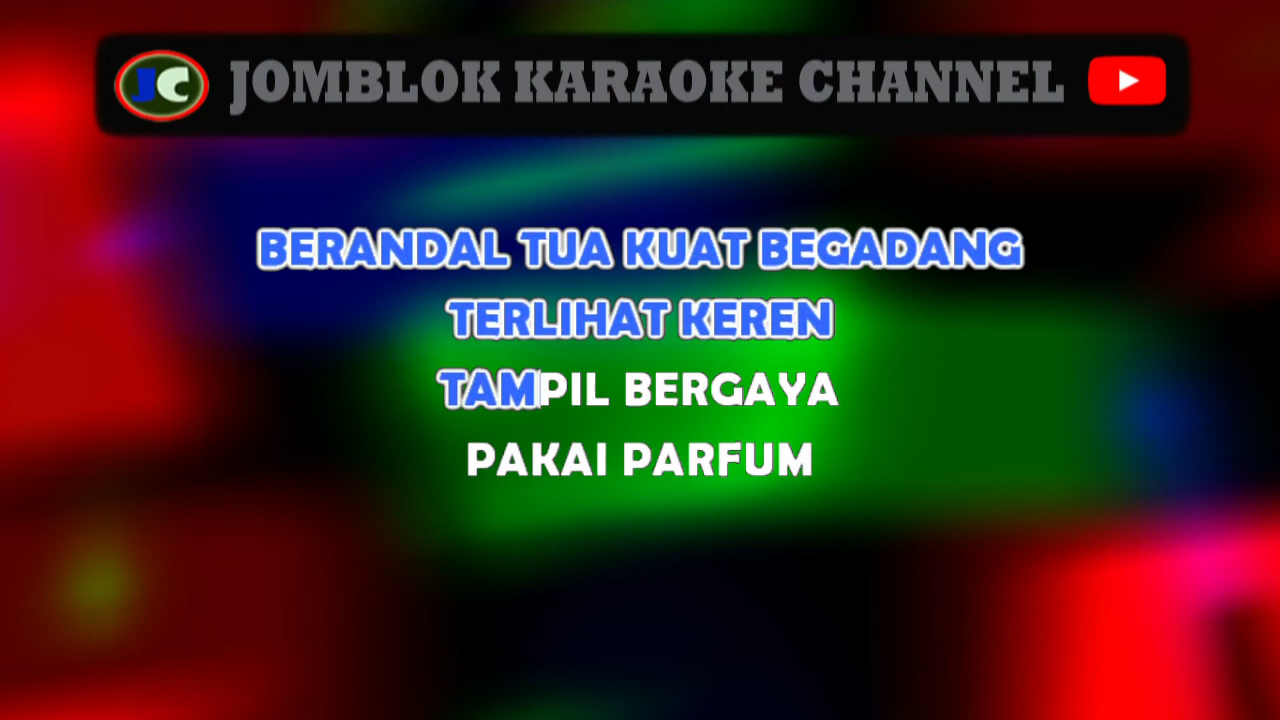 JC JOMBLOK KARAOKE CHANNEL
BERANDAL TUA KUAT BEGADANG
TERLIHAT KEREN
TAMPIL BERGAYA
PAKAI PARFUM